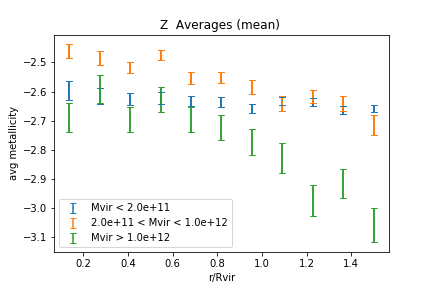 Z  Averages (mean)
avg metallicity
−2.5
−2.6
−2.7
−2.8
−2.9
−3.0
−3.1
Mvir < 2.0e+11
2.0e+11 < Mvir < 1.0e+12
Mvir > 1.0e+12
0.2 0.4 0.6 0.8 1.0 1.2 1.4
r/Rvir